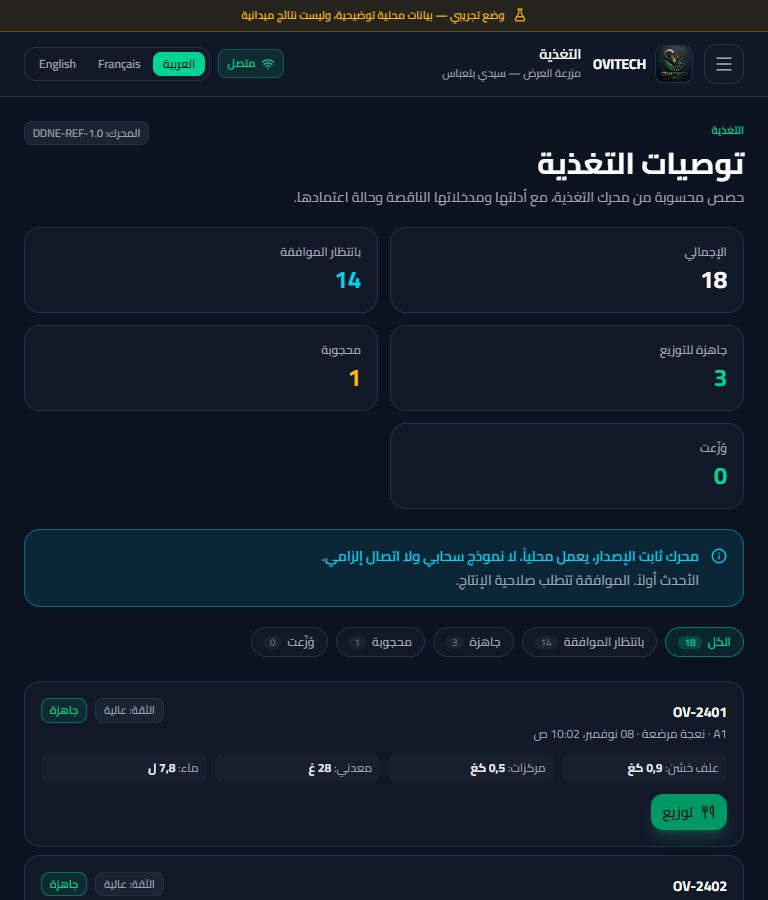 وضع تجريبي — بيانات محلية توضيحية، وليست نتائج ميدانية
OVITECH
OVITECH
التغذية
مزرعة العرض — سيدي بلعباس
متصل
العربية
Français
English
التغذية
المحرك: DDNE-REF-1.0
توصيات التغذية
حصص محسوبة من محرك التغذية، مع أدلتها ومدخلاتها الناقصة وحالة اعتمادها.
الإجمالي
18
بانتظار الموافقة
14
جاهزة للتوزيع
3
محجوبة
1
وُزّعت
0
محرك ثابت الإصدار، يعمل محلياً. لا نموذج سحابي ولا اتصال إلزامي.
الأحدث أولاً. الموافقة تتطلب صلاحية الإنتاج.
الكل 18
بانتظار الموافقة 14
جاهزة 3
محجوبة 1
وُزّعت 0
OV-2401
الثقة: عالية
جاهزة
A1 · نعجة مرضعة · 08 نوفمبر، 10:02 ص
علف خشن: 0,9 كغ
مركزات: 0,5 كغ
معدني: 28 غ
ماء: 7,8 ل
توزيع
OV-2402
الثقة: عالية
جاهزة